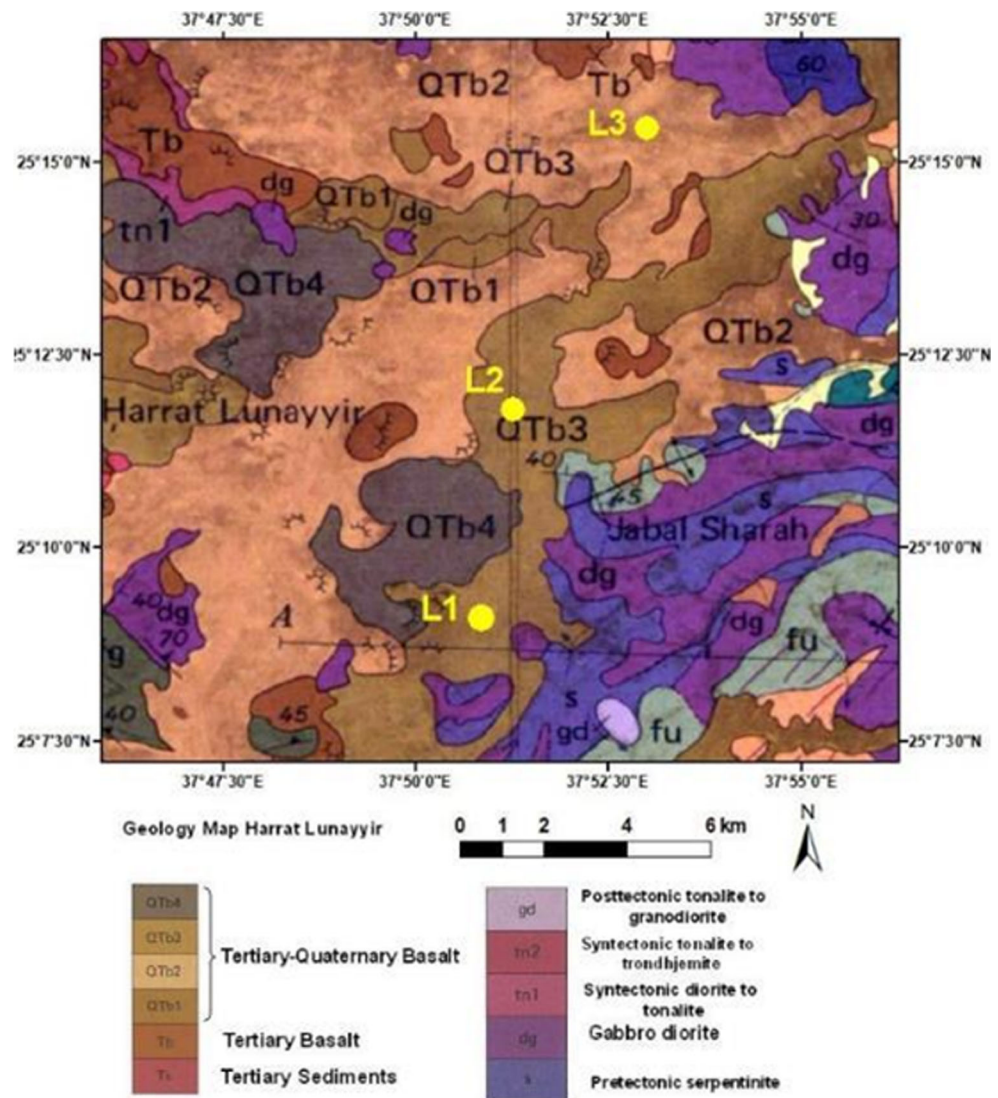 37°47'30"E 37°50'0"E 37°52'30"E 37°55'0"E
QTb2 Tb 60
L3
25°15'0"N Tb QTb3 25°15'0"N
dg QTb1 dg
tn1 30
dg
QTb2 QTb4 QTb1
QTb2
25°12'30"N 25°12'30"N
s
L2
Harrat Lunayyir QTb3 dg
40
45 s
QTb4 Jabal Sharah
25°10'0"N 25°10'0"N
dg
40 dg L1
A dg
70 fu
g
s
40 45 gd fu
25°7'30"N 25°7'30"N
37°47'30"E 37°50'0"E 37°52'30"E 37°55'0"E
Geology Map Harrat Lunayyir
0 1 2 4 6 km
N
QTb4
QTb3
QTb2
QTb1
Tb
Tertiary-Quaternary Basalt
Tertiary Basalt
Tertiary Sediments
gd Posttectonic tonalite to
granodiorite
tn2 Syntectonic tonalite to
trondhjemite
tn1 Syntectonic diorite to
tonalite
dg Gabbro diorite
s Pretectonic serpentinite